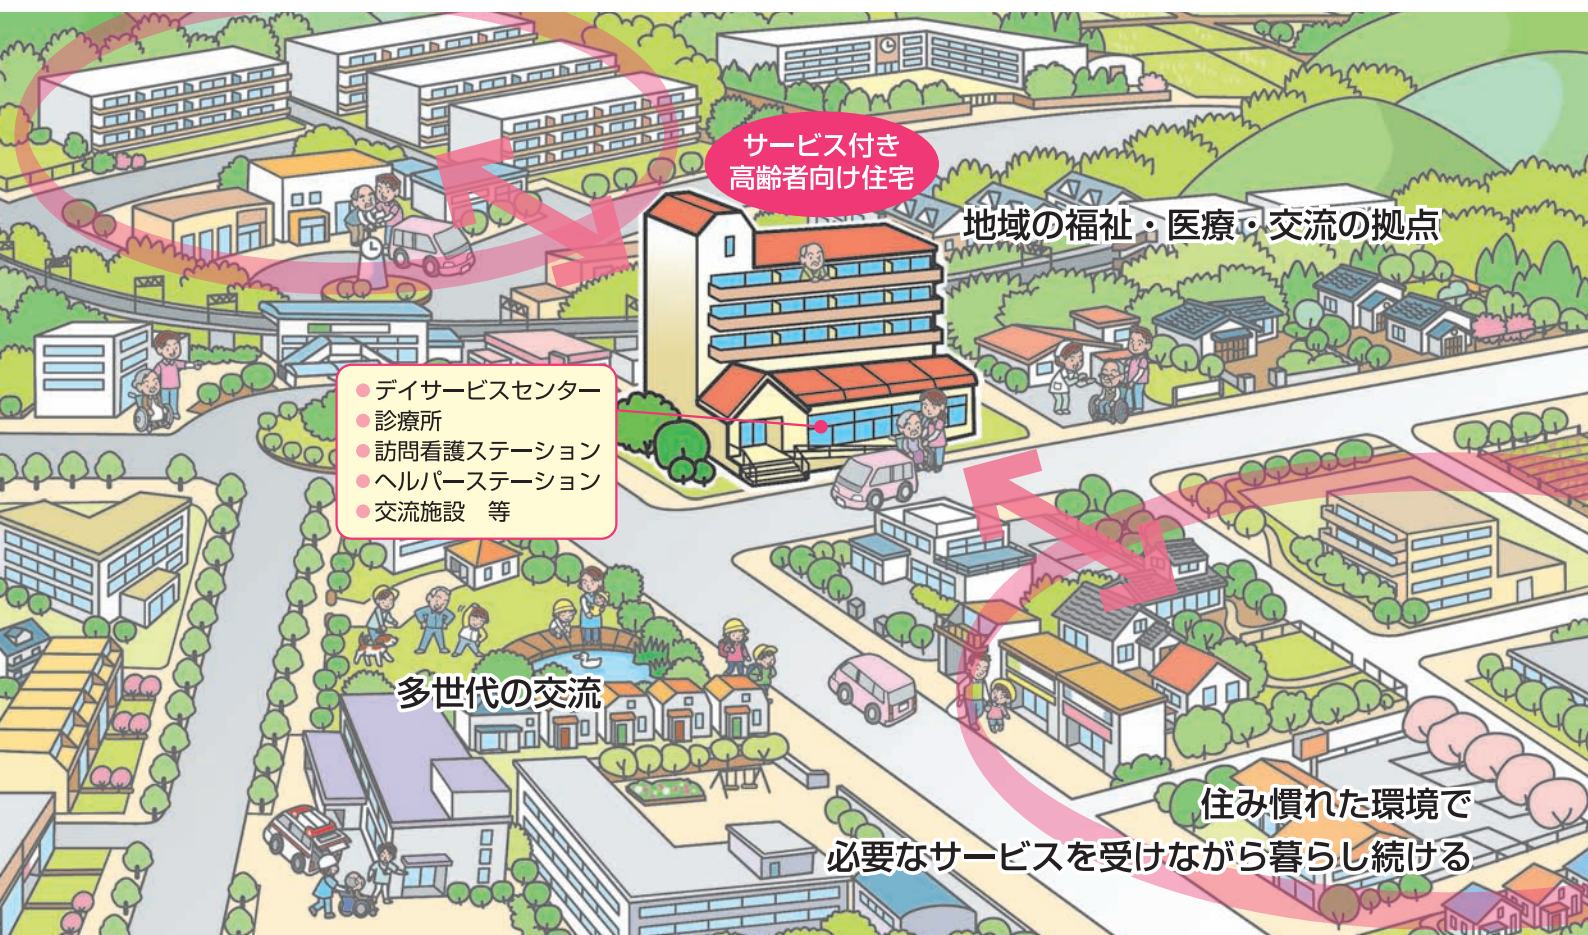 サービス付き
高齢者向け住宅
地域の福祉・医療・交流の拠点
●デイサービスセンター
●診療所
●訪問看護ステーション
●ヘルパーステーション
●交流施設　等
多世代の交流
住み慣れた環境で
必要なサービスを受けながら暮らし続ける